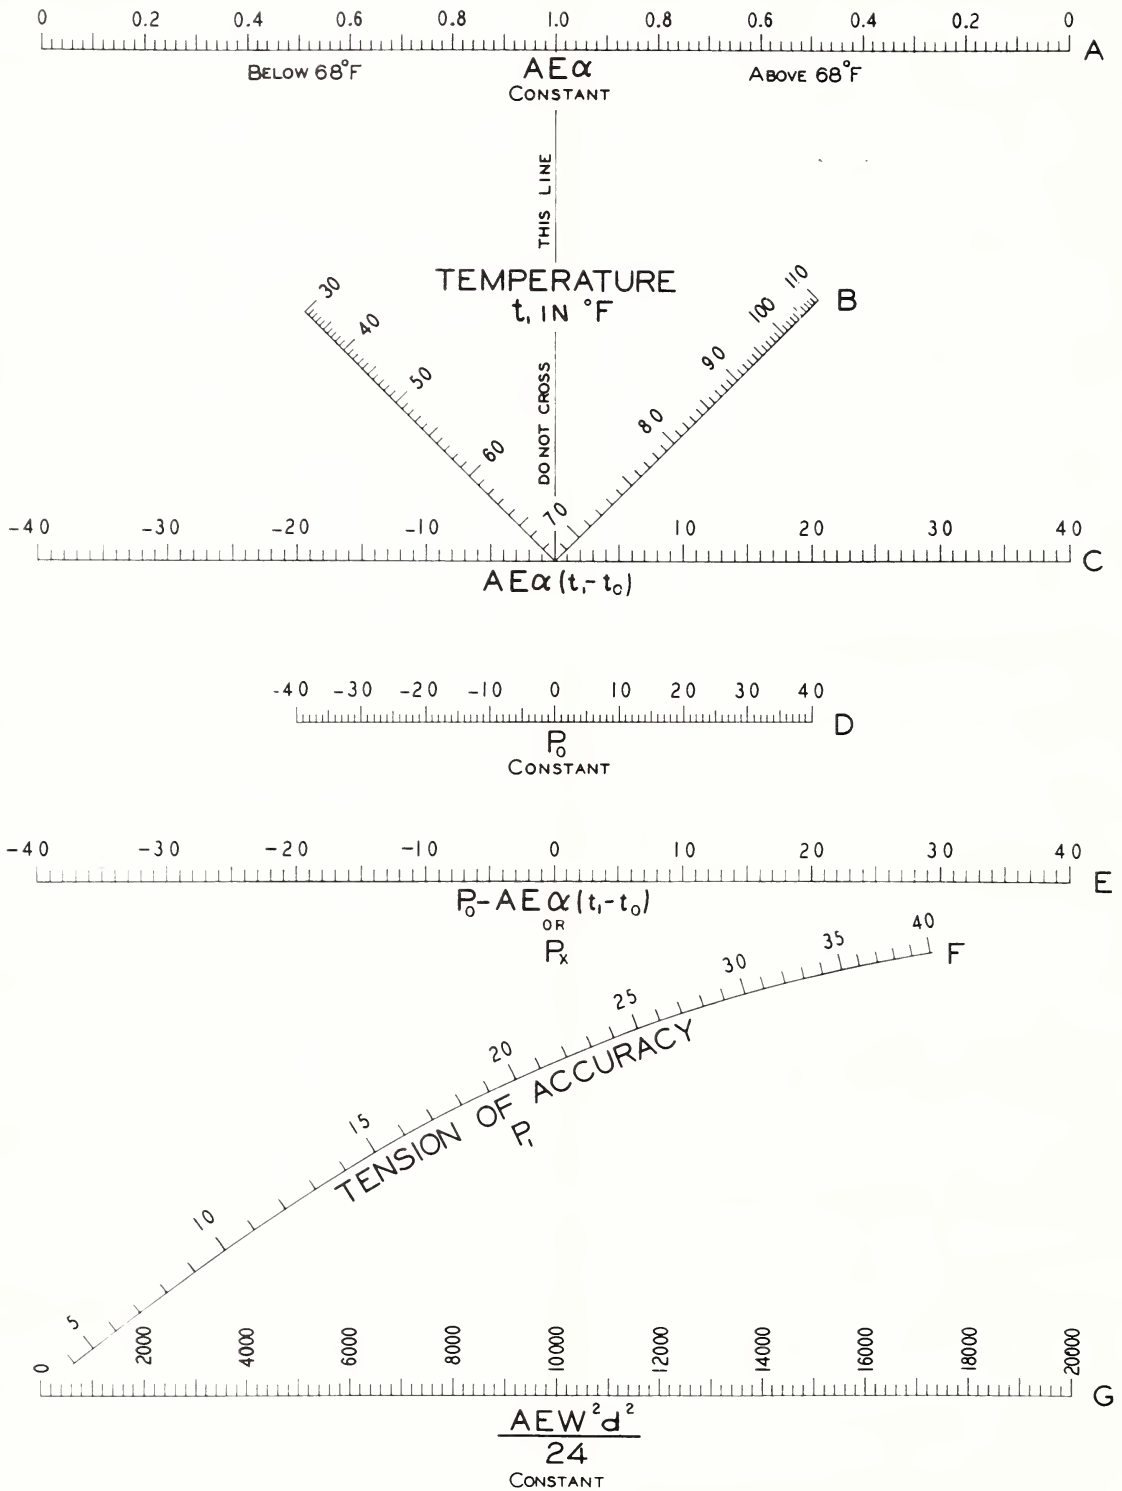 0 0.2 0.4 0.6 0.8 1.0 0.8 0.6 0.4 0.2 0
A
BELOW 68°F AEα ABOVE 68°F
CONSTANT
THIS LINE
TEMPERATURE
t₁ IN °F
DO NOT CROSS
30 40 50 60 70 80 90 100 110
B
-40 -30 -20 -10 10 20 30 40
C
AEα(t₁-t₀)
-40 -30 -20 -10 0 10 20 30 40
D
P₀
CONSTANT
-40 -30 -20 -10 0 10 20 30 40
E
P₀-AEα(t₁-t₀)
OR
Pₓ
5 10 15 20 25 30 35 40
F
TENSION OF ACCURACY
P₁
0 2000 4000 6000 8000 10000 12000 14000 16000 18000 20000
G
AEW²d²
24
CONSTANT